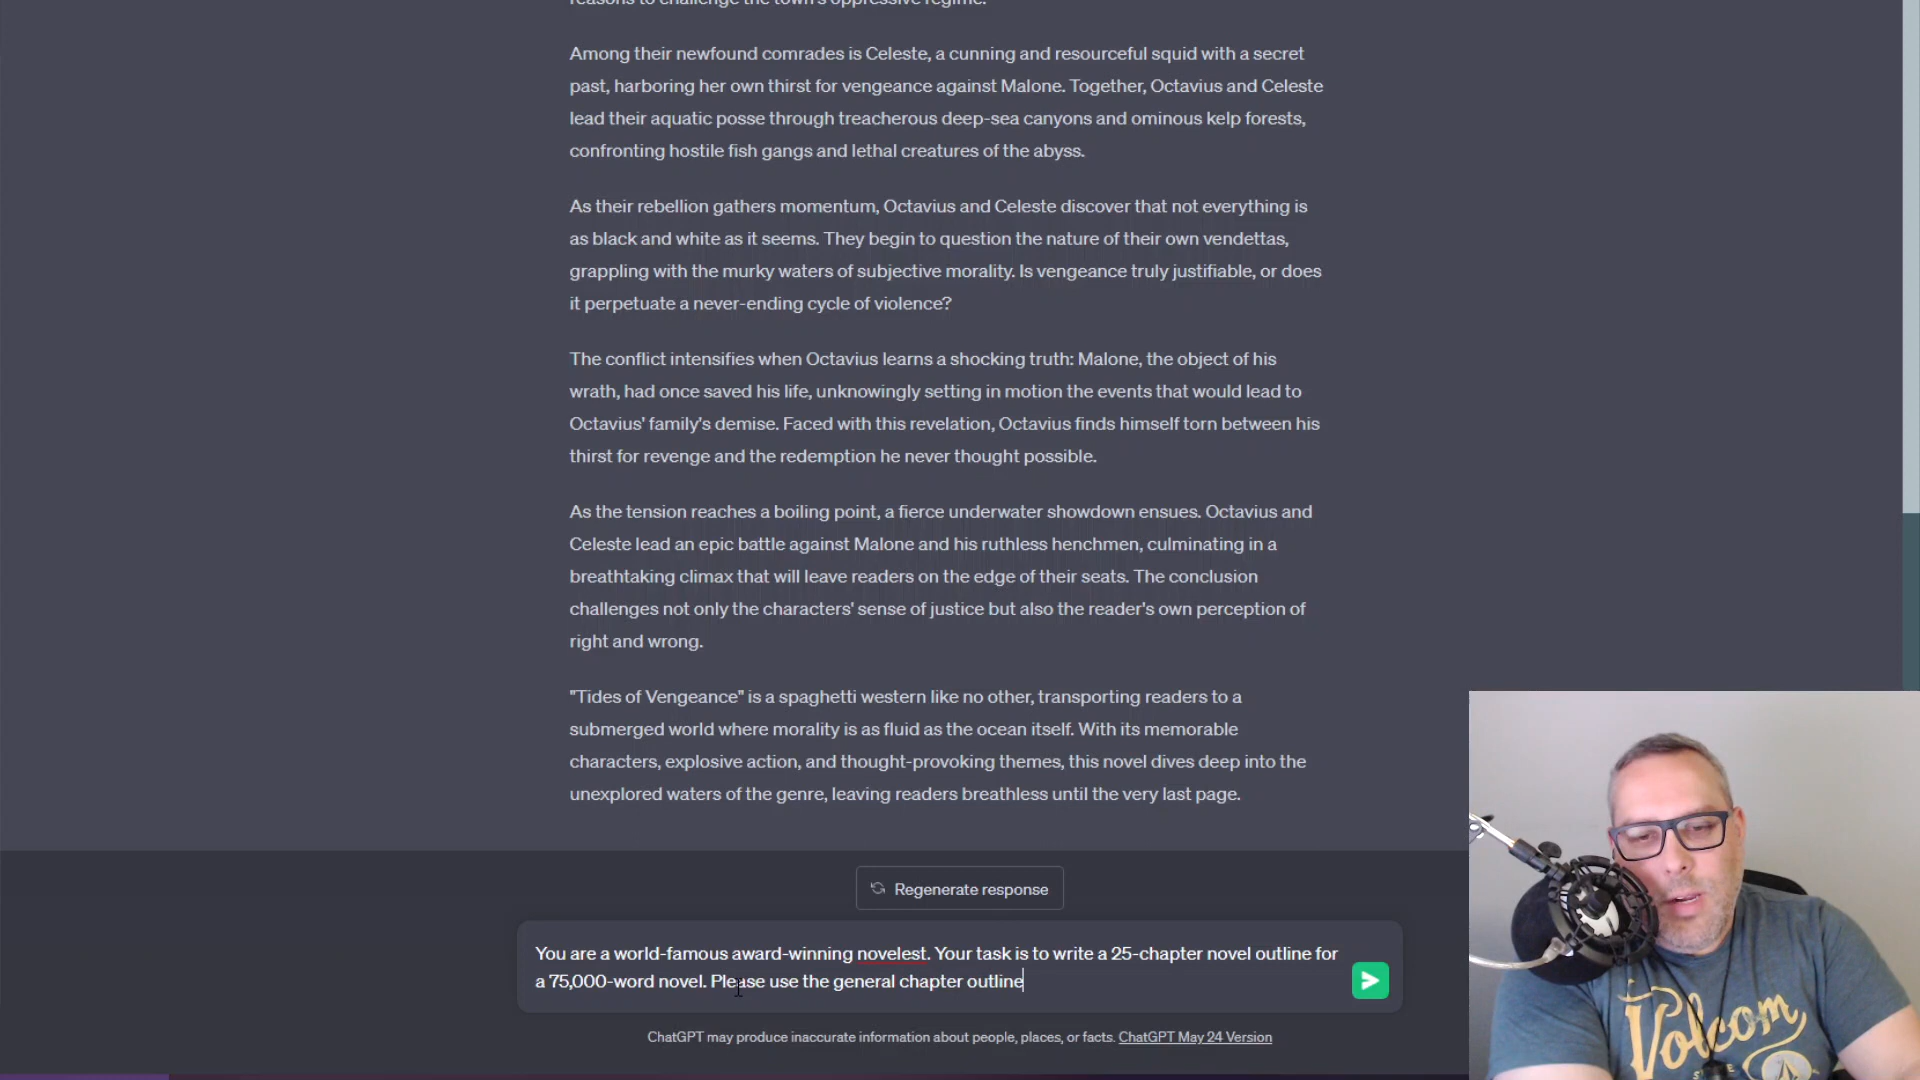 reasons to challenge the town's oppressive regime.
Among their newfound comrades is Celeste, a cunning and resourceful squid with a secret
past, harboring her own thirst for vengeance against Malone. Together, Octavius and Celeste
lead their aquatic posse through treacherous deep-sea canyons and ominous kelp forests,
confronting hostile fish gangs and lethal creatures of the abyss.
As their rebellion gathers momentum, Octavius and Celeste discover that not everything is
as black and white as it seems. They begin to question the nature of their own vendettas,
grappling with the murky waters of subjective morality. Is vengeance truly justifiable, or does
it perpetuate a never-ending cycle of violence?
The conflict intensifies when Octavius learns a shocking truth: Malone, the object of his
wrath, had once saved his life, unknowingly setting in motion the events that would lead to
Octavius' family's demise. Faced with this revelation, Octavius finds himself torn between his
thirst for revenge and the redemption he never thought possible.
As the tension reaches a boiling point, a fierce underwater showdown ensues. Octavius and
Celeste lead an epic battle against Malone and his ruthless henchmen, culminating in a
breathtaking climax that will leave readers on the edge of their seats. The conclusion
challenges not only the characters' sense of justice but also the reader's own perception of
right and wrong.
"Tides of Vengeance" is a spaghetti western like no other, transporting readers to a
submerged world where morality is as fluid as the ocean itself. With its memorable
characters, explosive action, and thought-provoking themes, this novel dives deep into the
unexplored waters of the genre, leaving readers breathless until the very last page.
Regenerate response
You are a world-famous award-winning novelest. Your task is to write a 25-chapter novel outline for
a 75,000-word novel. Please use the general chapter outline
ChatGPT may produce inaccurate information about people, places, or facts. ChatGPT May 24 Version
Volcom